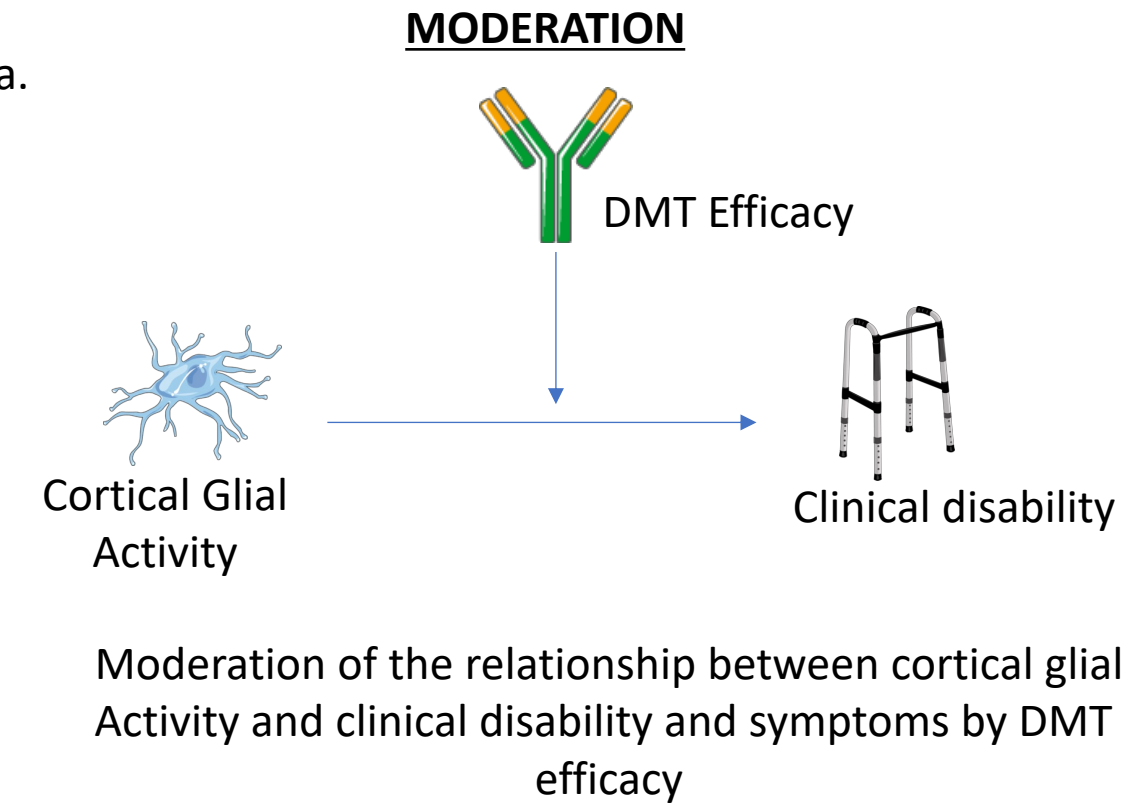 MODERATION
a.
DMT Efficacy
Cortical Glial
Activity
Clinical disability
Moderation of the relationship between cortical glial
Activity and clinical disability and symptoms by DMT
efficacy